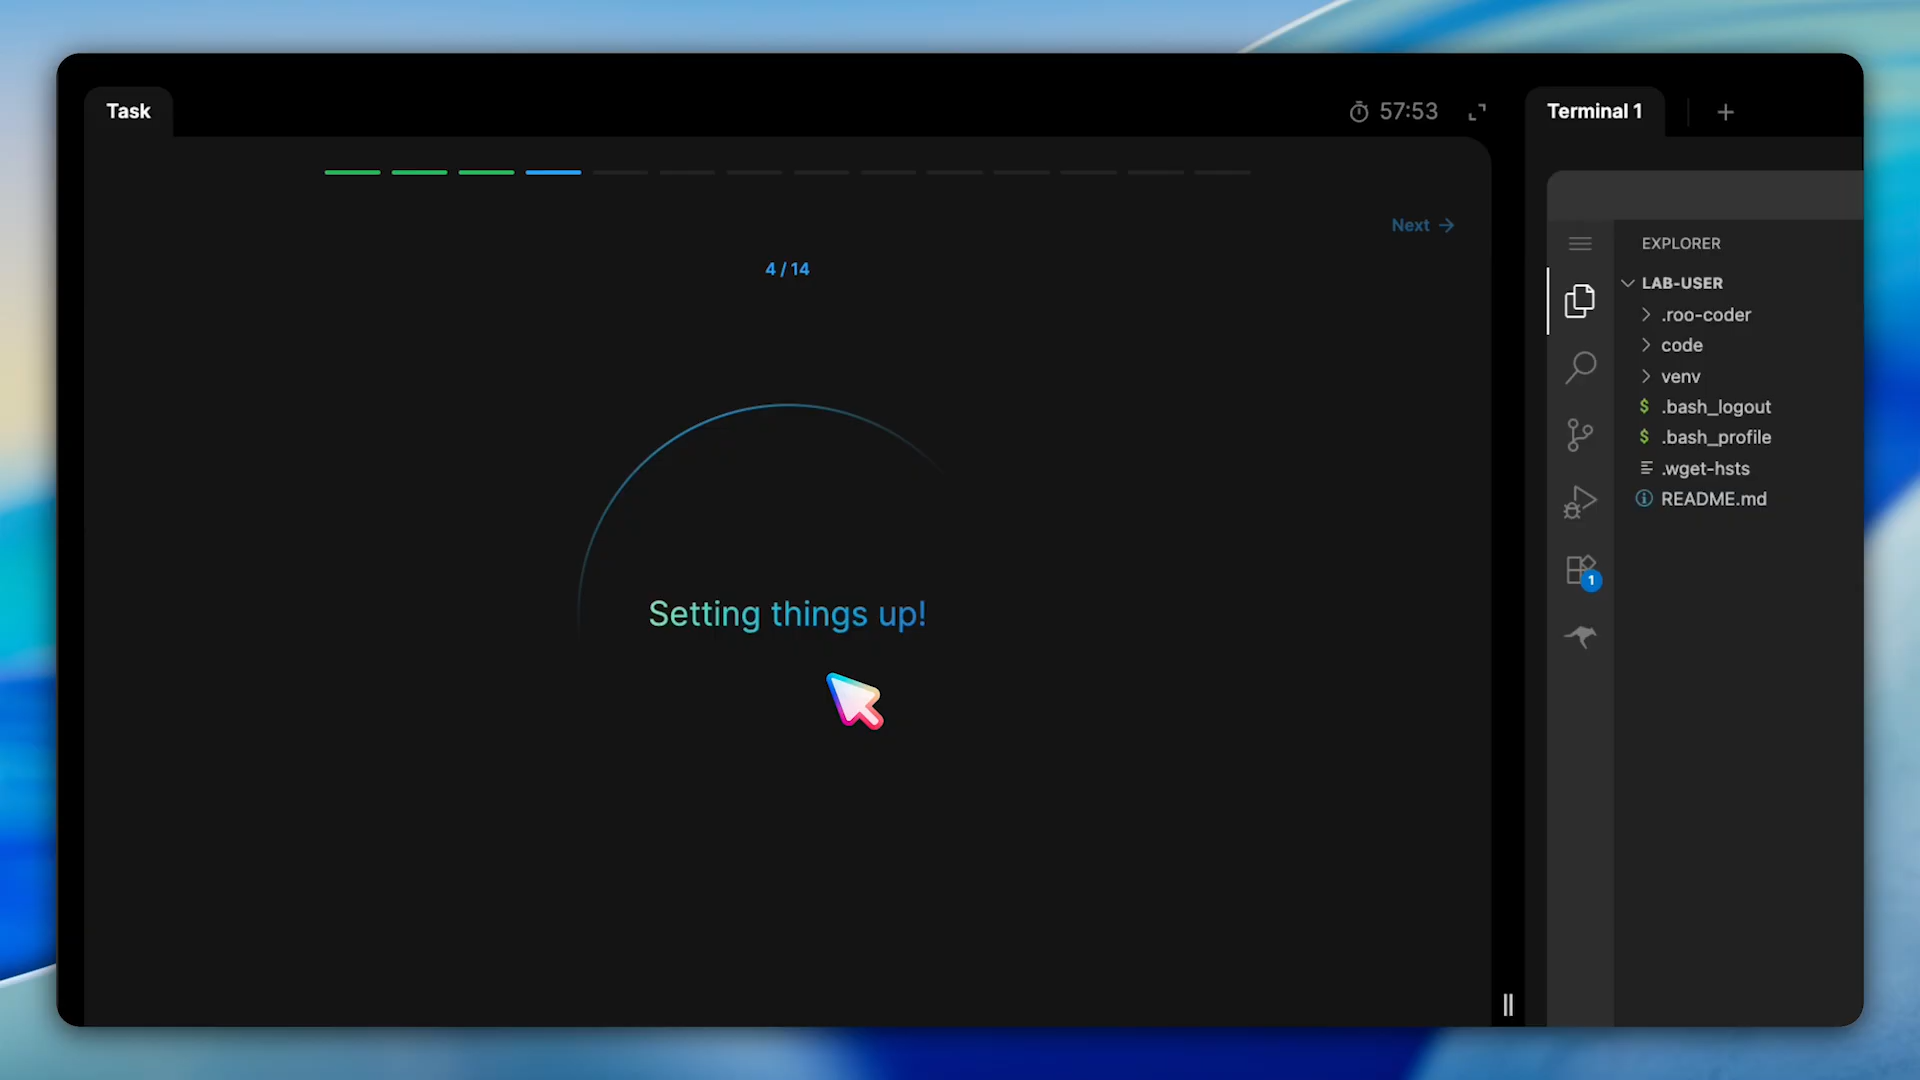 Task
57:53
Terminal 1
Next
4 / 14
Setting things up!
EXPLORER
LAB-USER
.roo-coder
code
venv
$ .bash_logout
$ .bash_profile
.wget-hsts
README.md
1